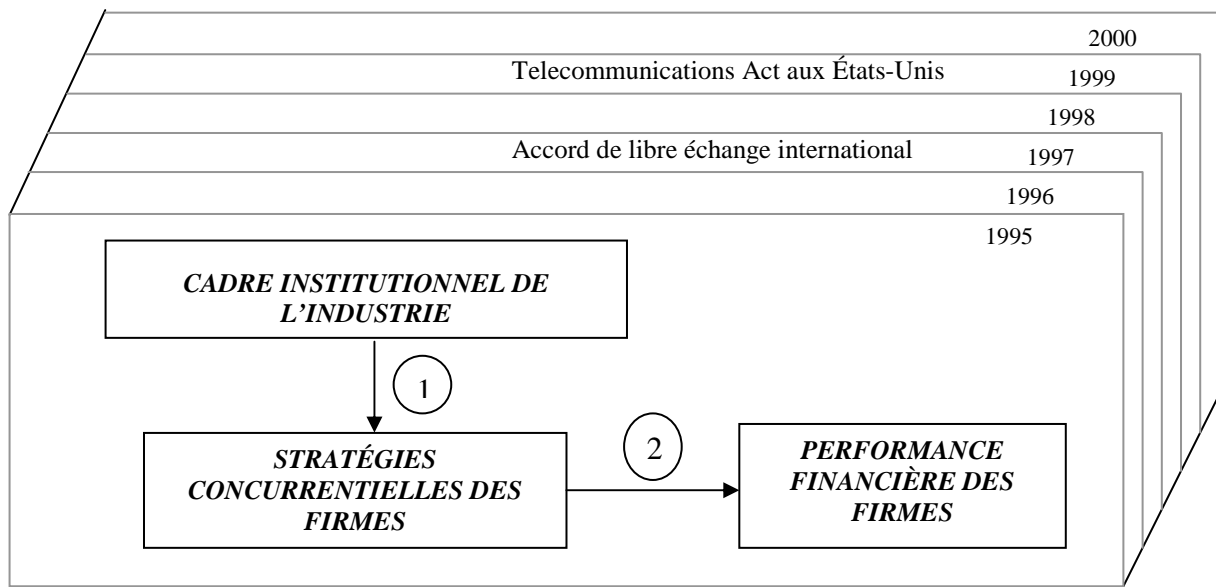 2000
Telecommunications Act aux États-Unis
1999
1998
Accord de libre échange international
1997
1996
1995
CADRE INSTITUTIONNEL DE
L’INDUSTRIE
1
STRATÉGIES
CONCURRENTIELLES DES
FIRMES
2
PERFORMANCE
FINANCIÈRE DES
FIRMES